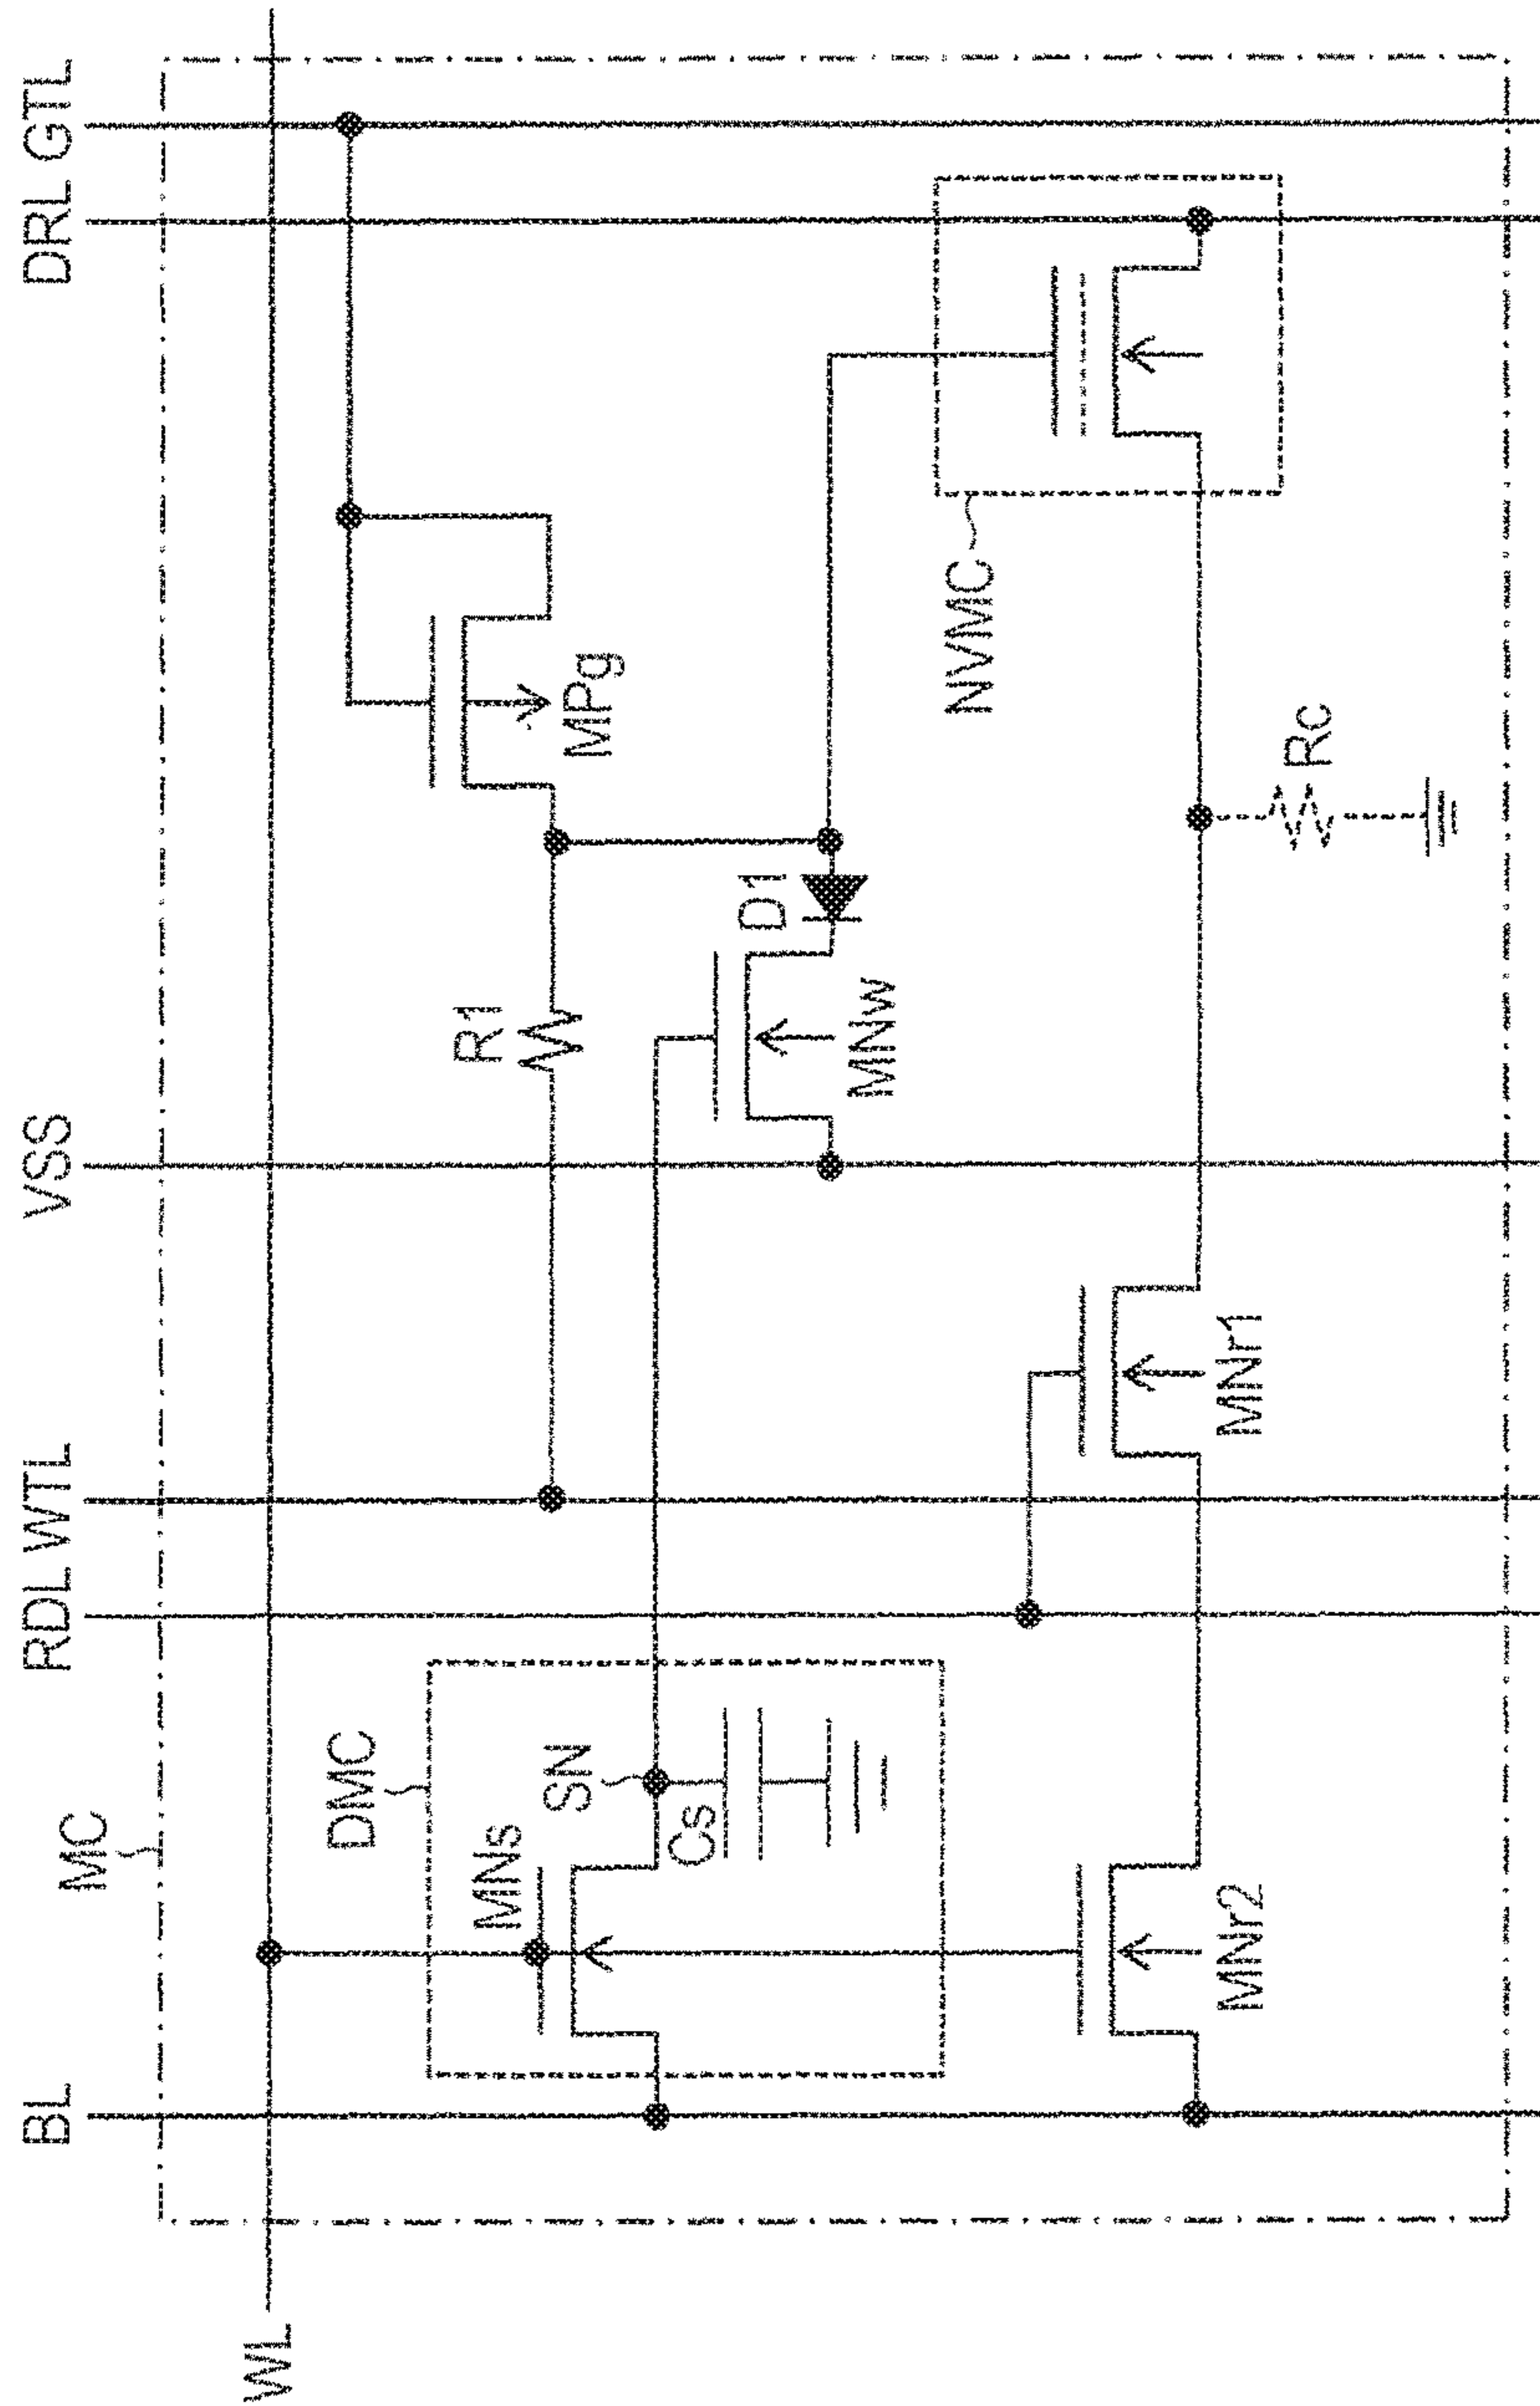 BL
RDL
WTL
VSS
DRL
GTL
MC
WL
DMC
MNs
SN
Cs
R1
MPg
D1
MNw
NVMC
MNr2
MNr1
Rc